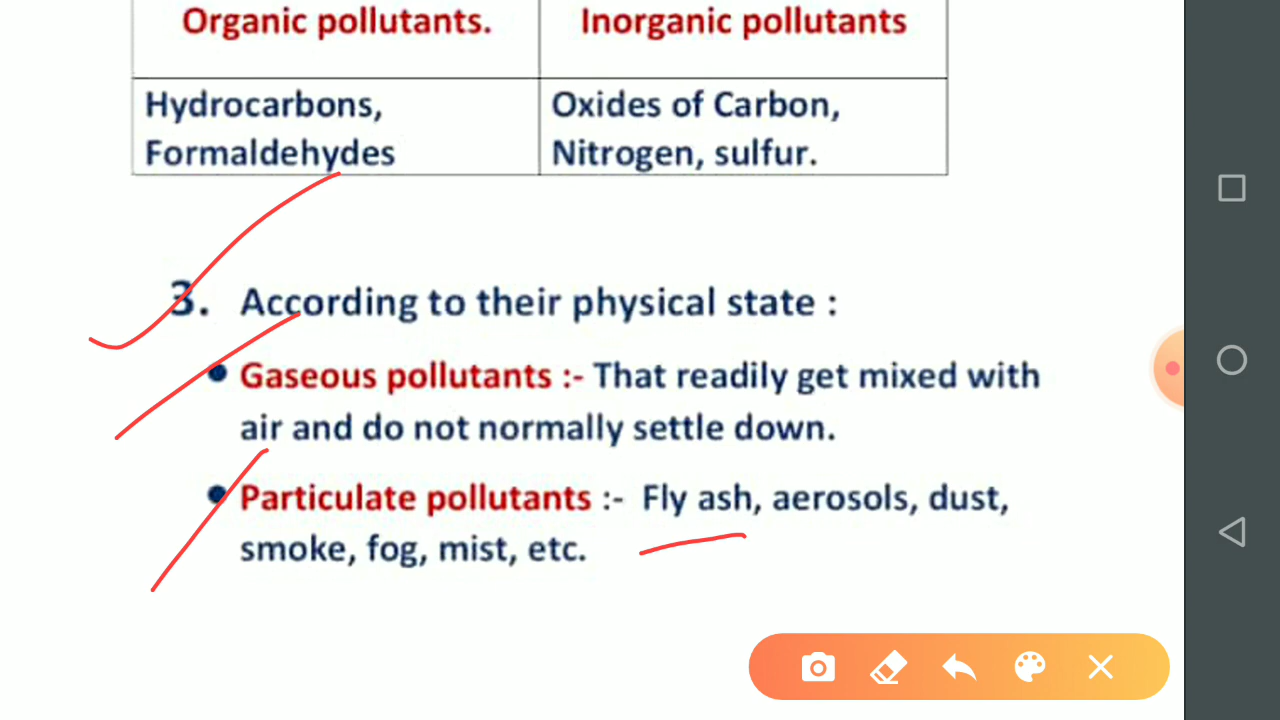 Organic pollutants. Inorganic pollutants
Hydrocarbons, Oxides of Carbon,
Formaldehydes Nitrogen, sulfur.
3. According to their physical state :
● Gaseous pollutants :- That readily get mixed with
air and do not normally settle down.
● Particulate pollutants :- Fly ash, aerosols, dust,
smoke, fog, mist, etc.